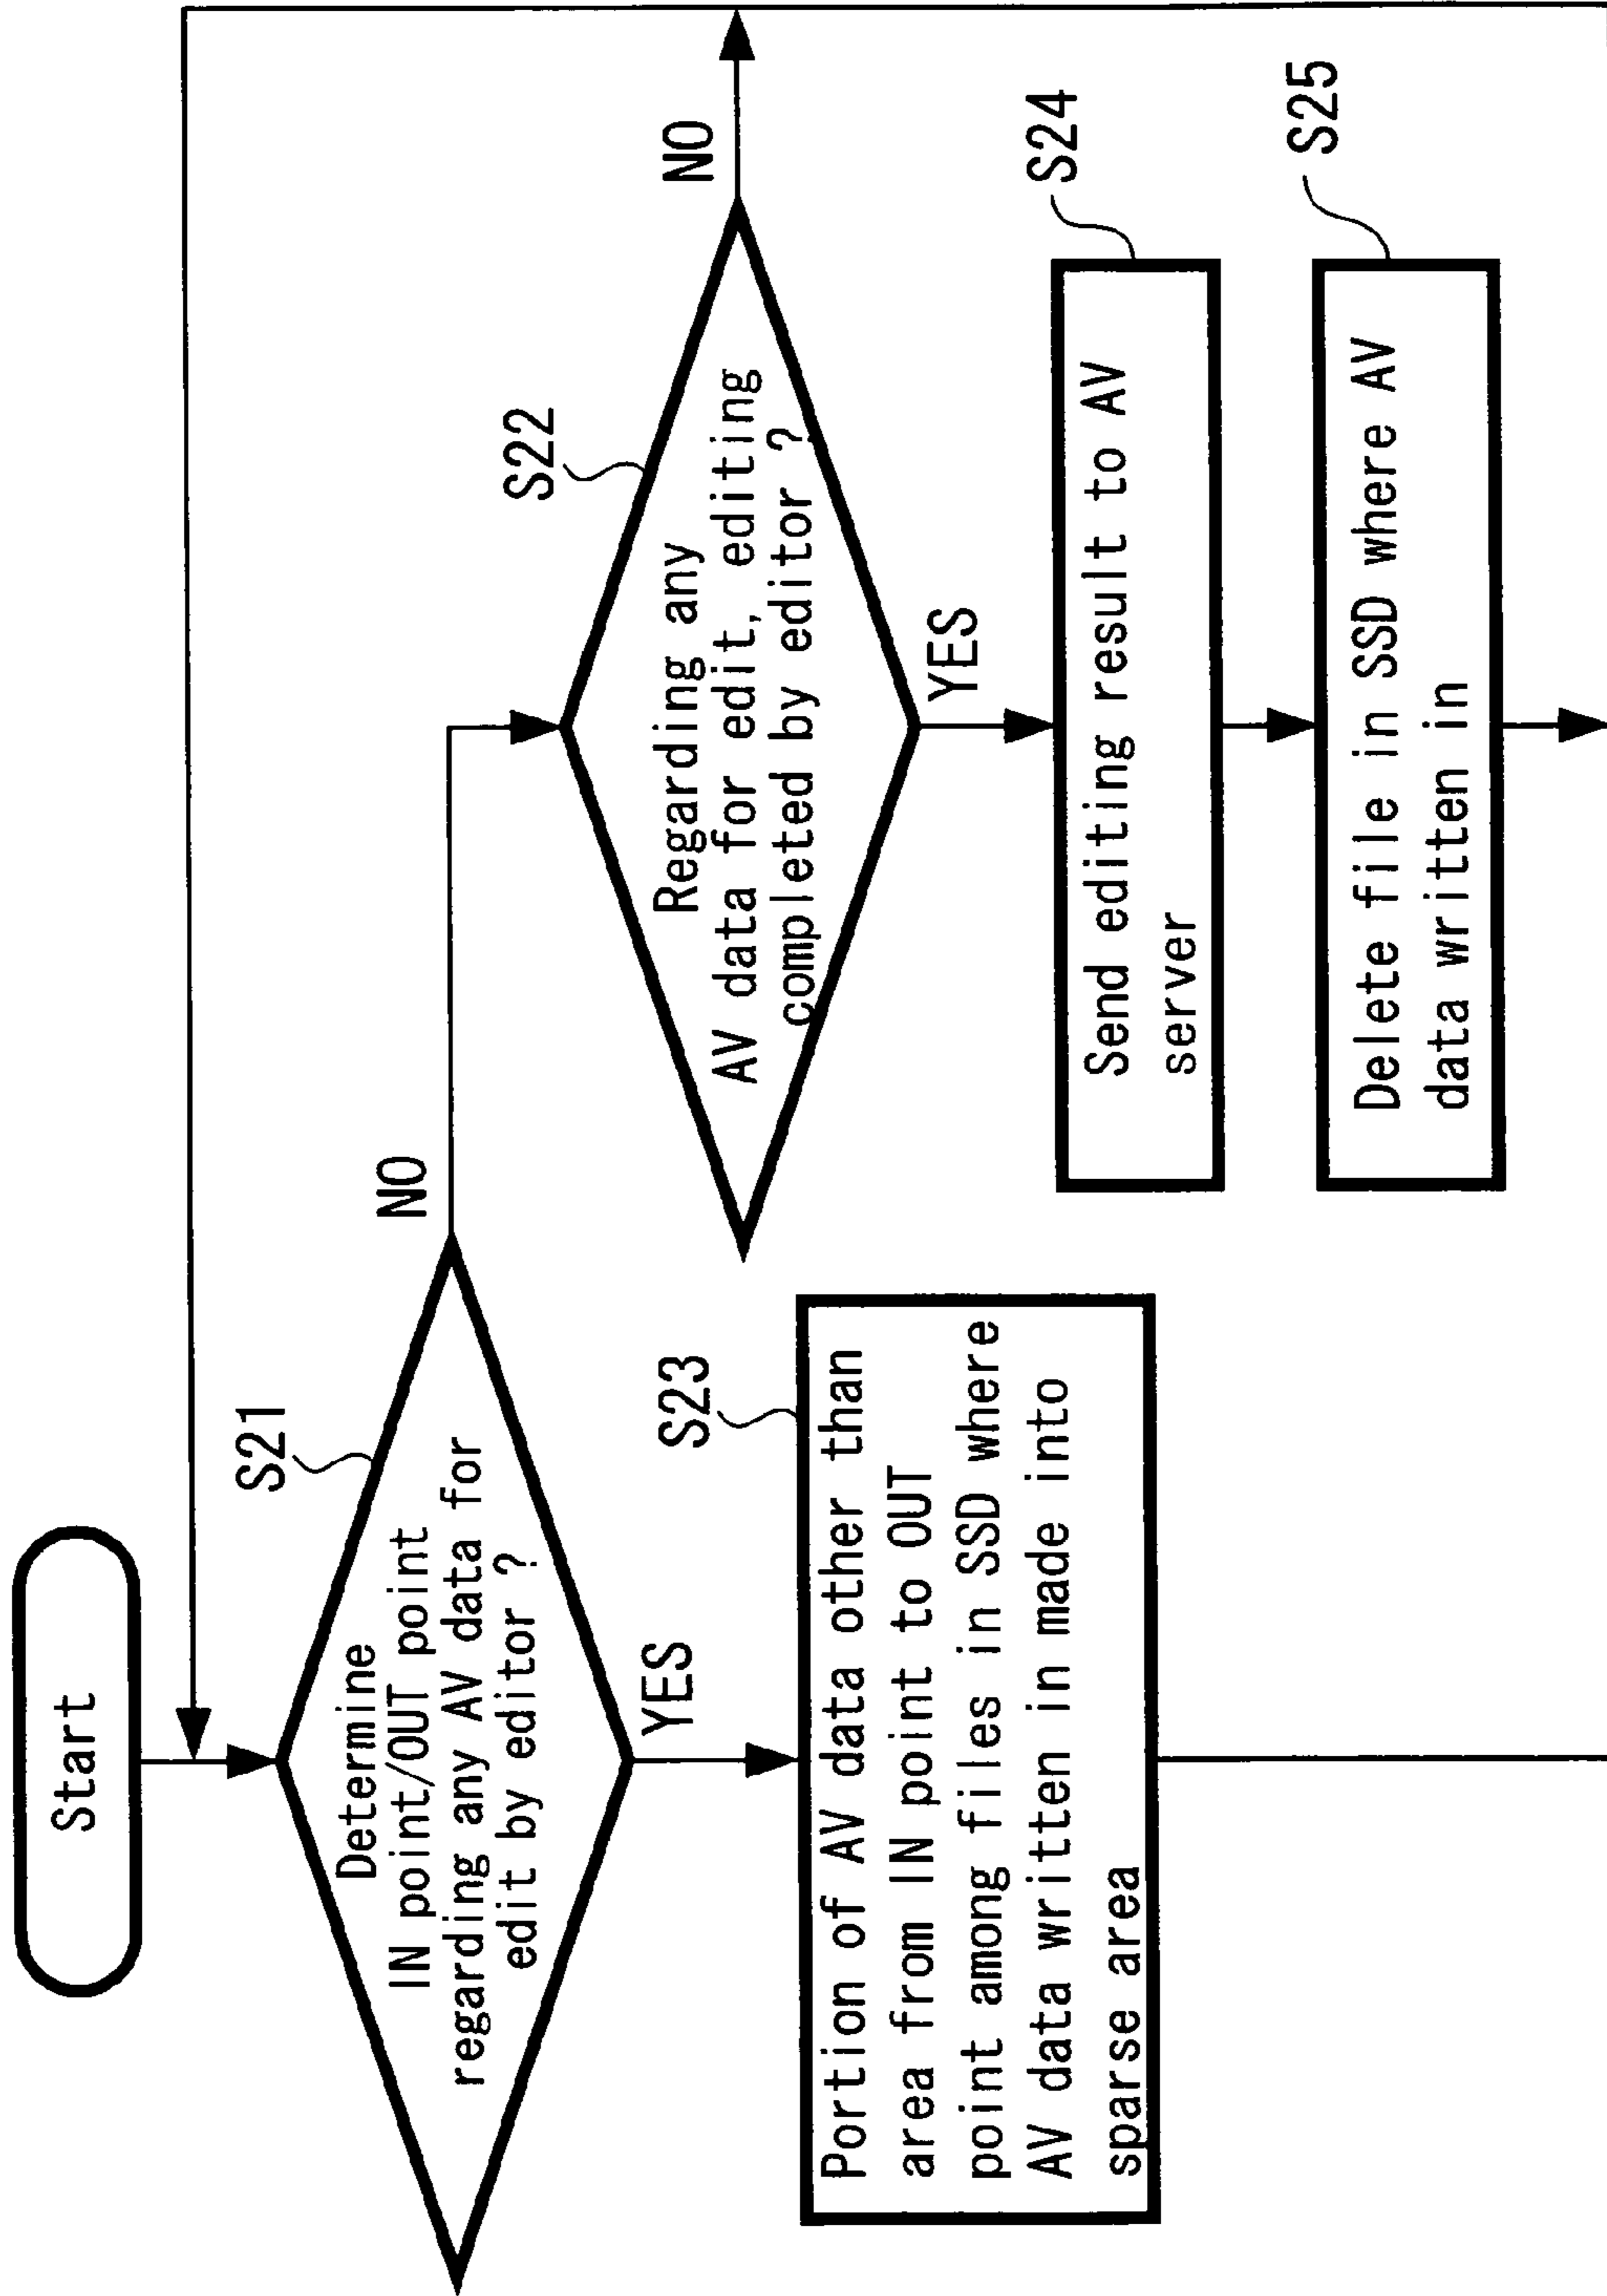 Start
S21
Determine
IN point/OUT point
regarding any AV data for
edit by editor ?
NO
YES
S22
Regarding any
AV data for edit, editing
completed by editor ?
NO
YES
S23
Portion of AV data other than
area from IN point to OUT
point among files in SSD where
AV data written in made into
sparse area
S24
Send editing result to AV
server
S25
Delete file in SSD where AV
data written in